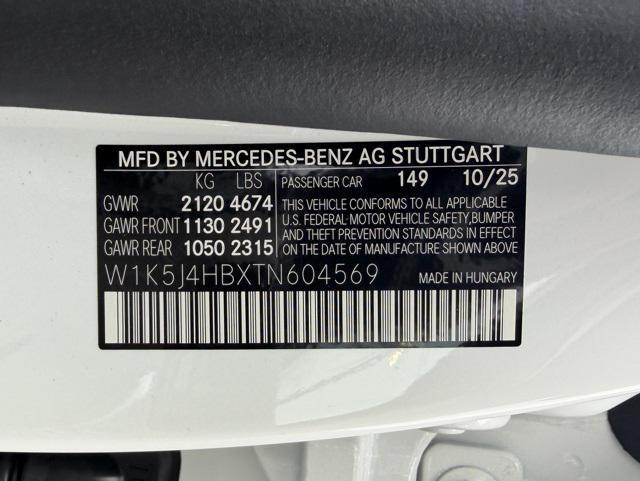 MFD BY MERCEDES-BENZ AG STUTTGART
KG LBS PASSENGER CAR 149 10/25
GVWR 2120 4674
GAWR FRONT 1130 2491
GAWR REAR 1050 2315
THIS VEHICLE CONFORMS TO ALL APPLICABLE
U.S. FEDERAL MOTOR VEHICLE SAFETY, BUMPER
AND THEFT PREVENTION STANDARDS IN EFFECT
ON THE DATE OF MANUFACTURE SHOWN ABOVE.
W1K5J4HBXTN604569 MADE IN HUNGARY